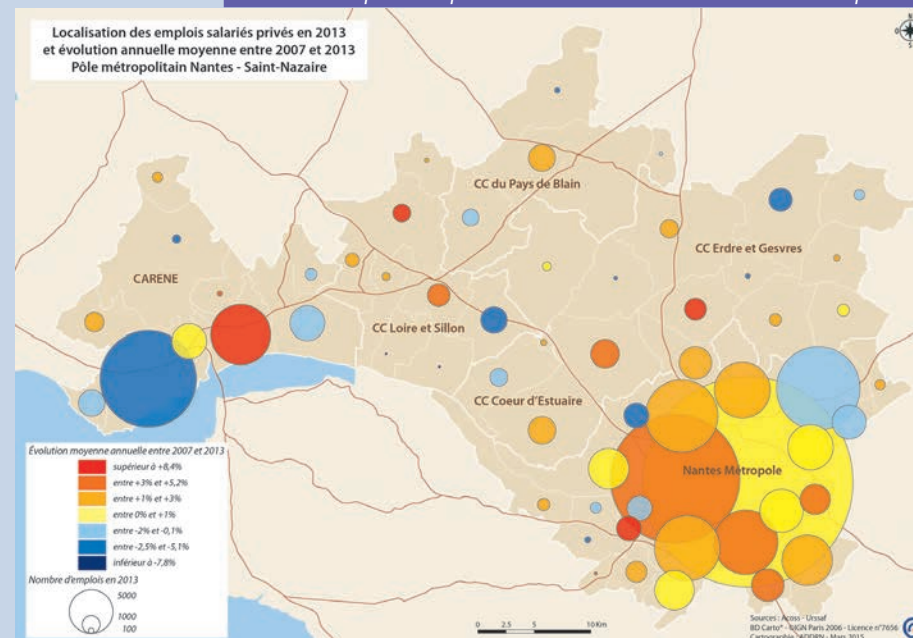 Localisation des emplois salariés privés en 2013
et évolution annuelle moyenne entre 2007 et 2013
Pôle métropolitain Nantes - Saint-Nazaire
N
CC du Pays de Blain
CC Erdre et Gesvres
CARENE
CC Loire et Sillon
CC Coeur d'Estuaire
Nantes Métropole
Évolution moyenne annuelle entre 2007 et 2013
supérieur à +8,4%
entre +3% et +5,2%
entre +1% et +3%
entre 0% et +1%
entre -2% et -0,1%
entre -2,5% et -5,1%
inférieur à -7,8%
Nombre d'emplois en 2013
5000
1000
100
0 2.5 5 10 Km
Sources : Acoss - Urssaf
BD Carto® - ©IGN Paris 2006 - Licence n°7656
Cartographie ©ADDRN - Mars 2015